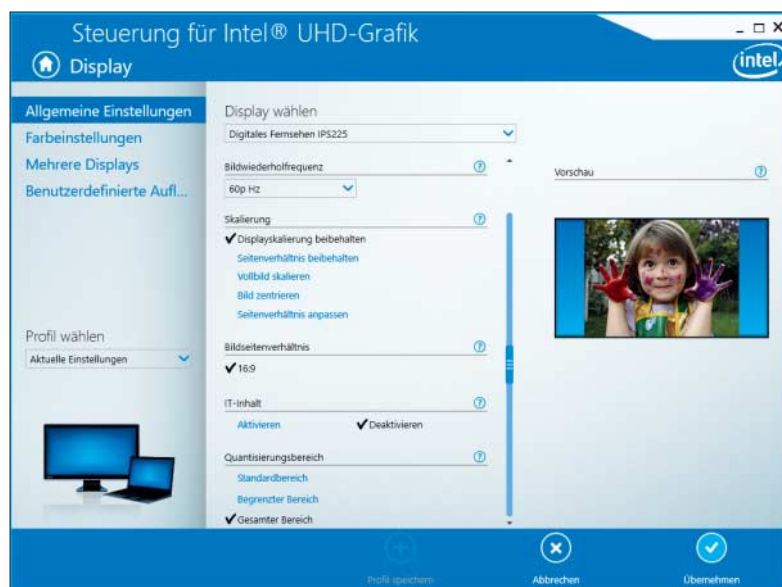 Steuerung für Intel® UHD-Grafik
Display
intel
Allgemeine Einstellungen
Farbeinstellungen
Mehrere Displays
Benutzerdefinierte Aufl...
Profil wählen
Aktuelle Einstellungen
Display wählen
Digitales Fernsehen IPS225
Bildwiederholfrequenz
60p Hz
Skalierung
Displayskalierung beibehalten
Seitenverhältnis beibehalten
Vollbild skalieren
Bild zentrieren
Seitenverhältnis anpassen
Bildseitenverhältnis
16:9
IT-Inhalt
Aktivieren Deaktivieren
Quantisierungsbereich
Standardbereich
Begrenzter Bereich
Gesamter Bereich
Vorschau
Profil speichern
Abbrechen
Übernehmen